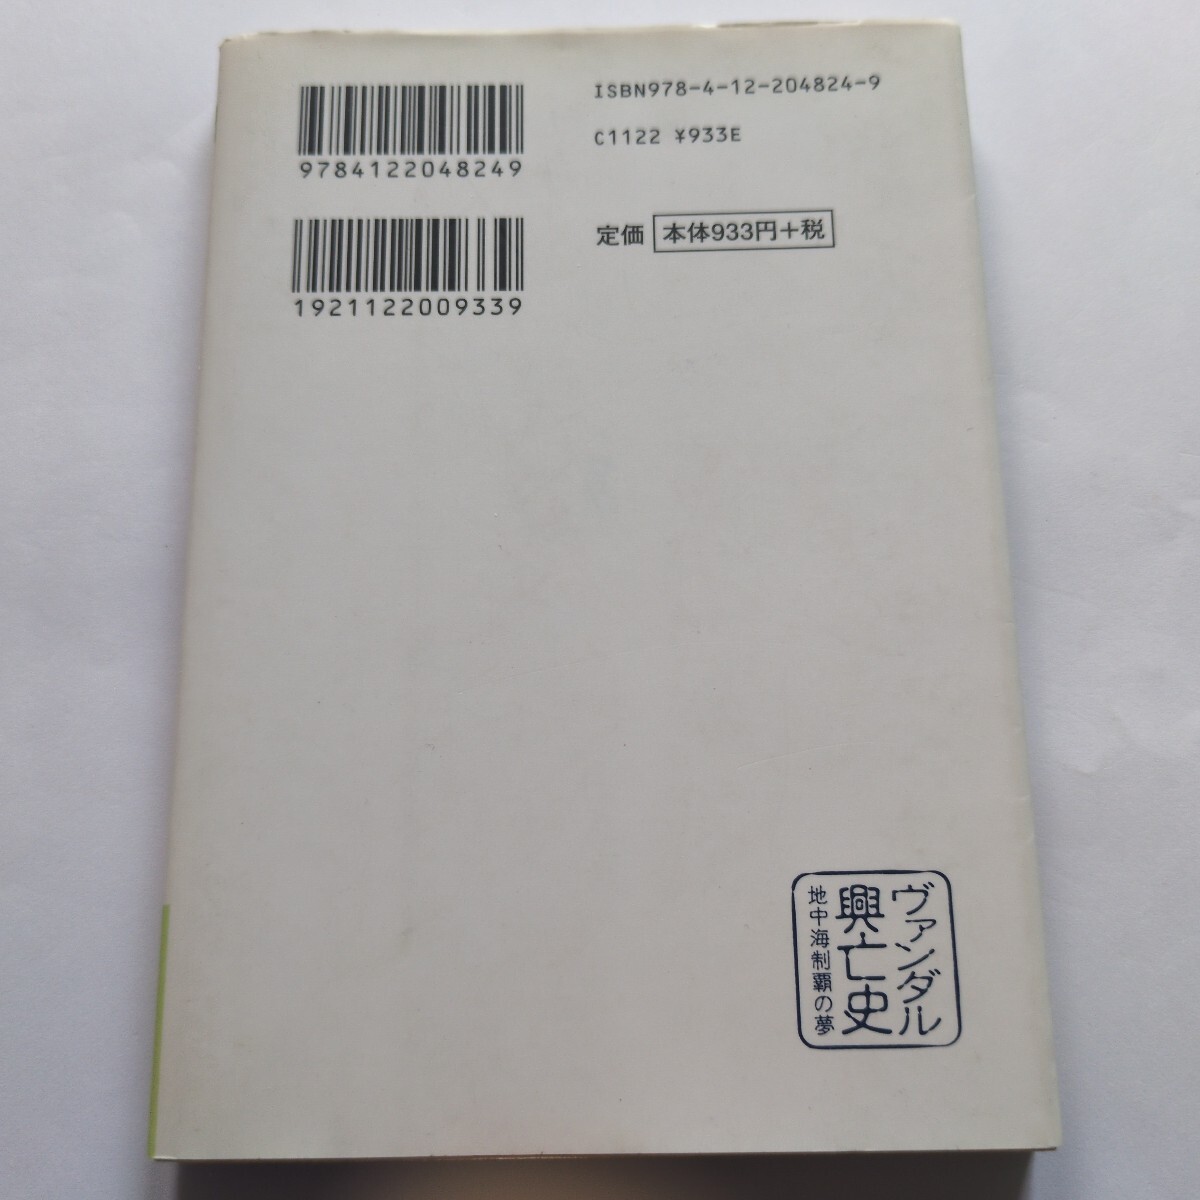 ISBN978-4-12-204824-9
C1122 ¥933E
9784122048249
定価 本体933円+税
1921122009339
ヴァンダル
興亡史
地中海制覇の夢